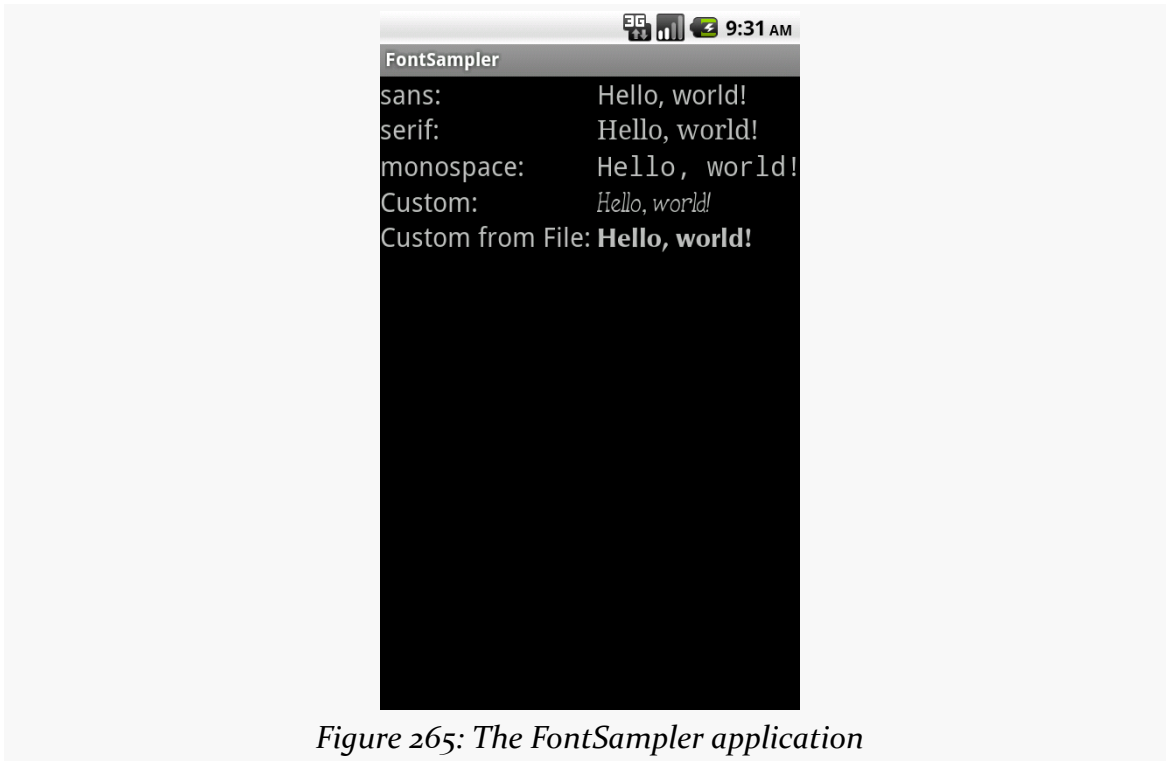 3G 9:31 AM
FontSampler
sans: Hello, world!
serif: Hello, world!
monospace: Hello, world!
Custom: Hello, world!
Custom from File: Hello, world!
Figure 265: The FontSampler application